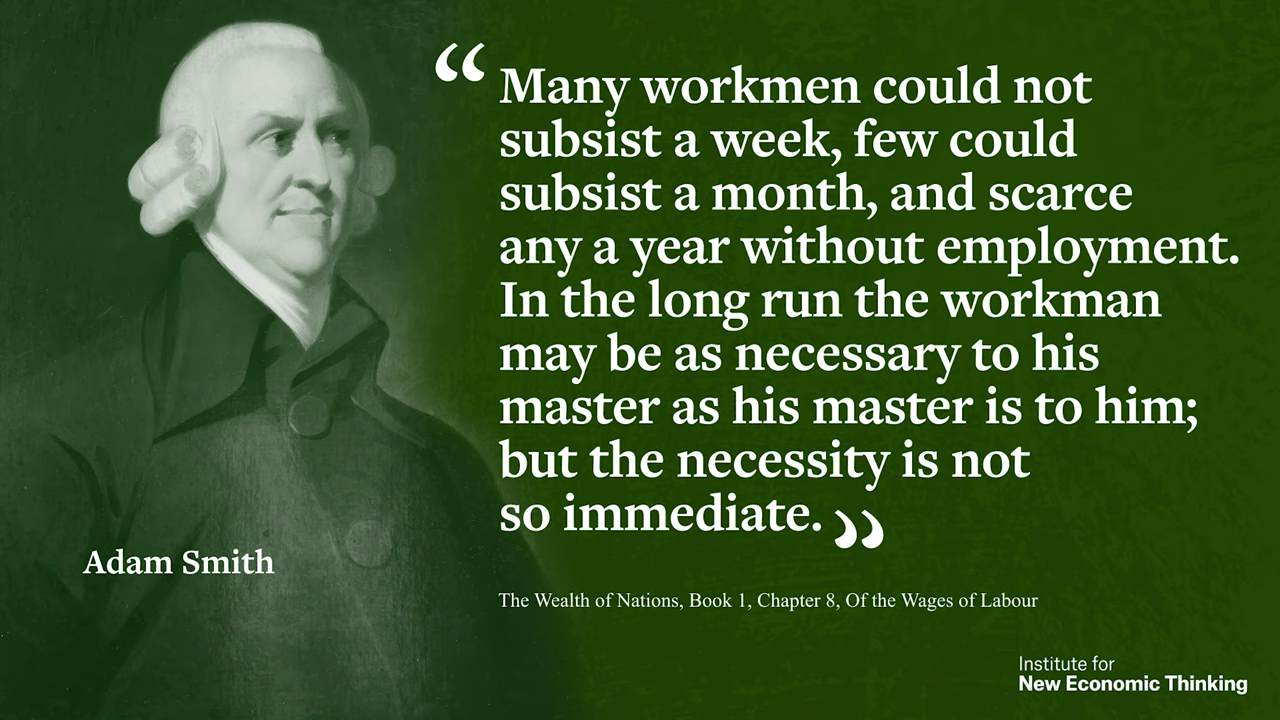 “Many workmen could not
subsist a week, few could
subsist a month, and scarce
any a year without employment.
In the long run the workman
may be as necessary to his
master as his master is to him;
but the necessity is not
so immediate.”
Adam Smith
The Wealth of Nations, Book 1, Chapter 8, Of the Wages of Labour
Institute for
New Economic Thinking